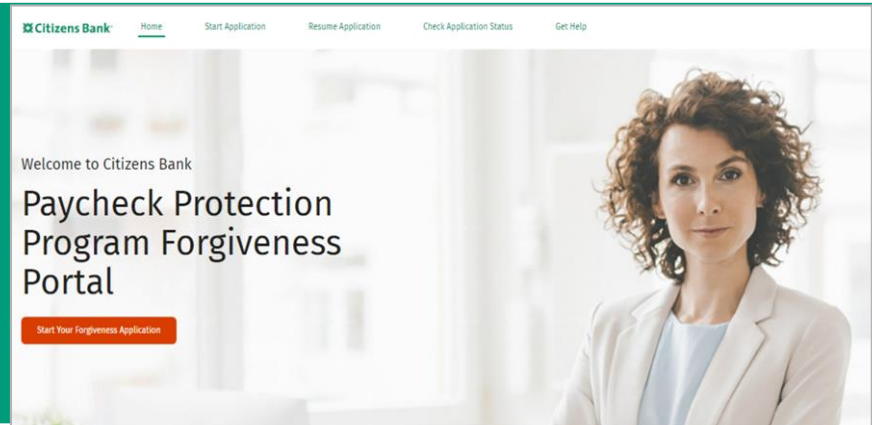 Citizens Bank
Home
Start Application
Resume Application
Check Application Status
Get Help
Welcome to Citizens Bank
Paycheck Protection
Program Forgiveness
Portal
Start Your Forgiveness Application